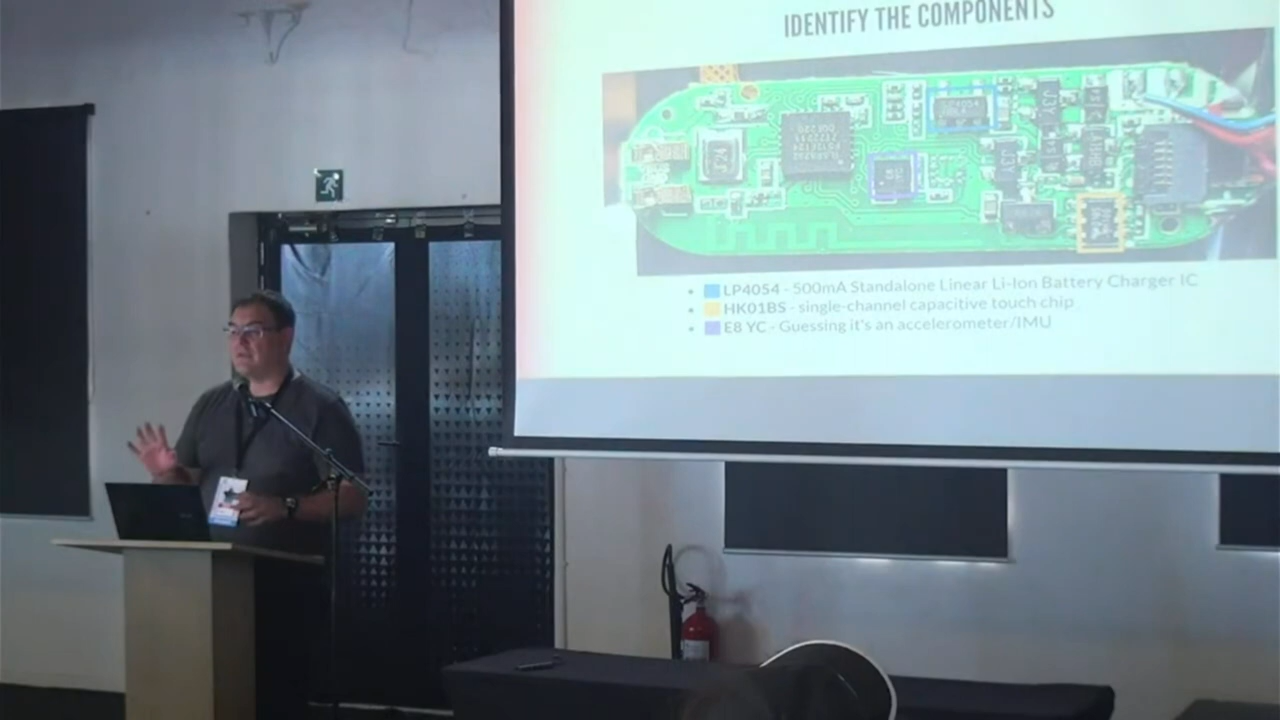 IDENTIFY THE COMPONENTS
LP4054
LP4054 - 500mA Standalone Linear Li-Ion Battery Charger IC
HK01BS - single-channel capacitive touch chip
E8 YC - Guessing it's an accelerometer/IMU